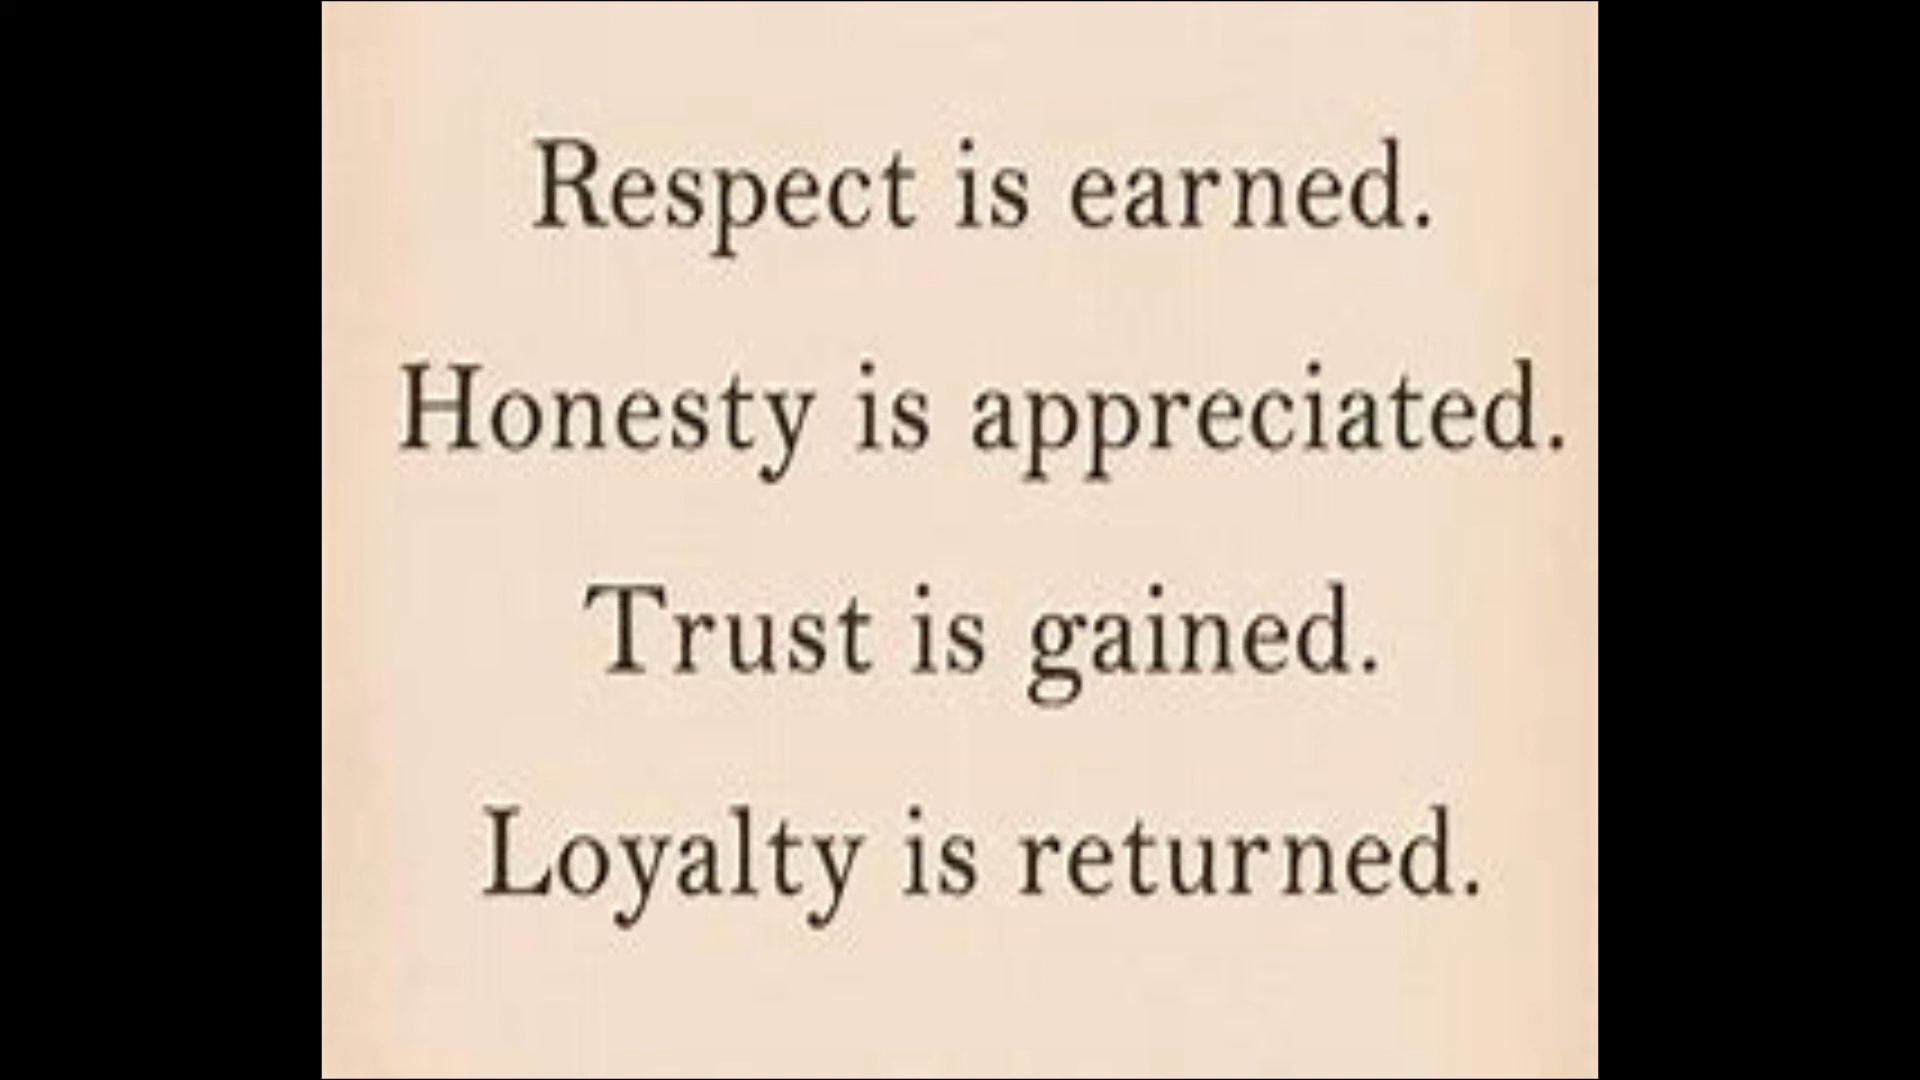 Respect is earned.
Honesty is appreciated.
Trust is gained.
Loyalty is returned.